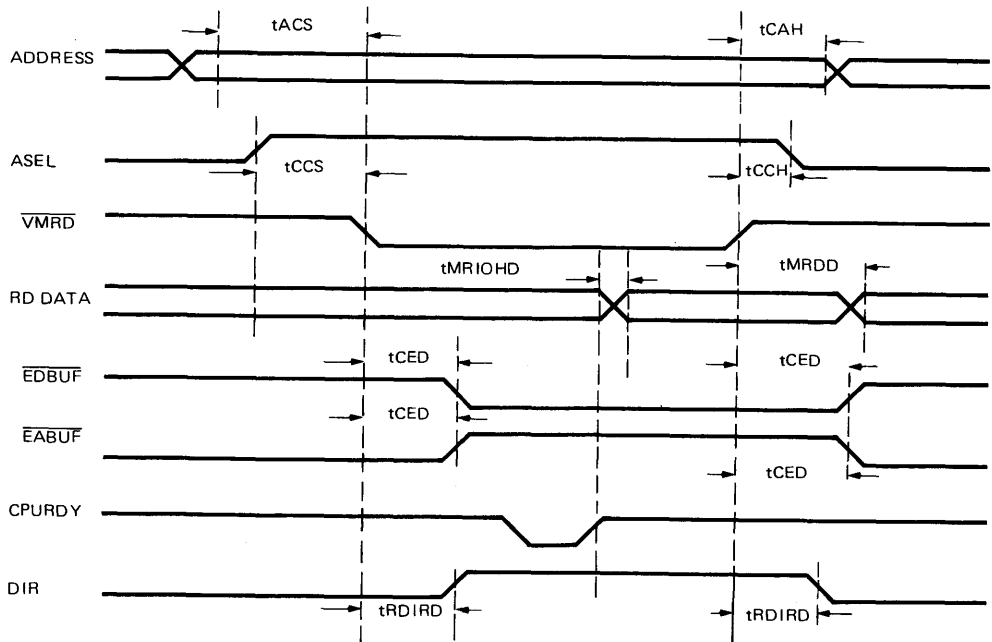 tACS
tCAH
ADDRESS
ASEL
tCCS
tCCH
VMRD
tMRIOHD
tMRDD
RD DATA
tCED
tCED
EDBUF
tCED
EABUF
tCED
CPURDY
DIR
tRDIRD
tRDIRD